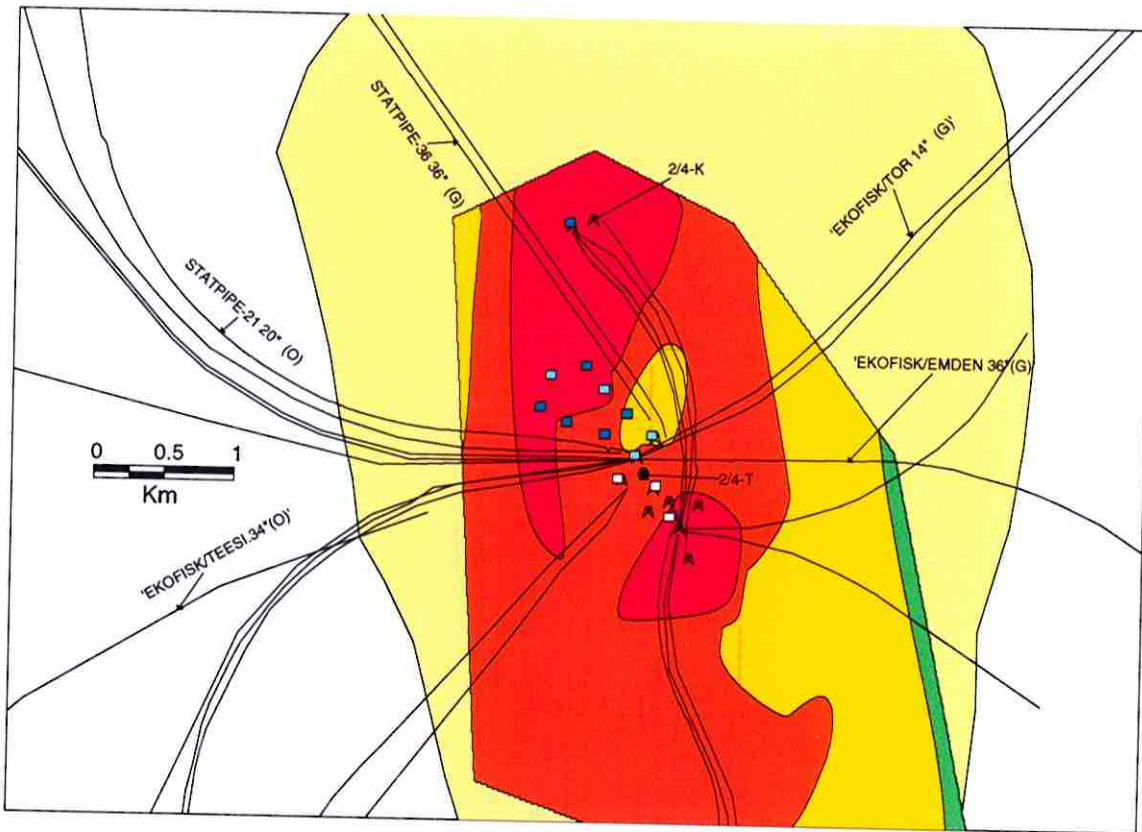 STATPIPE-36 36" (G)
2/4-K
'EKOFISK/TOR 14" (G)'
STATPIPE-21 20" (O)
'EKOFISK/EMDEN 36"(G)
0 0.5 1
Km
2/4-T
'EKOFISK/TEESI.34"(O)'